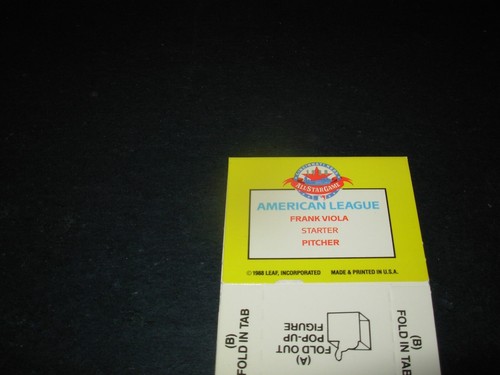 ALL STAR GAME
AMERICAN LEAGUE
FRANK VIOLA
STARTER
PITCHER
© 1988 LEAF, INCORPORATED MADE & PRINTED IN U.S.A.
(B)
FOLD IN TAB
(A)
FOLD OUT
POP-UP
FIGURE
(B)
FOLD IN TAB